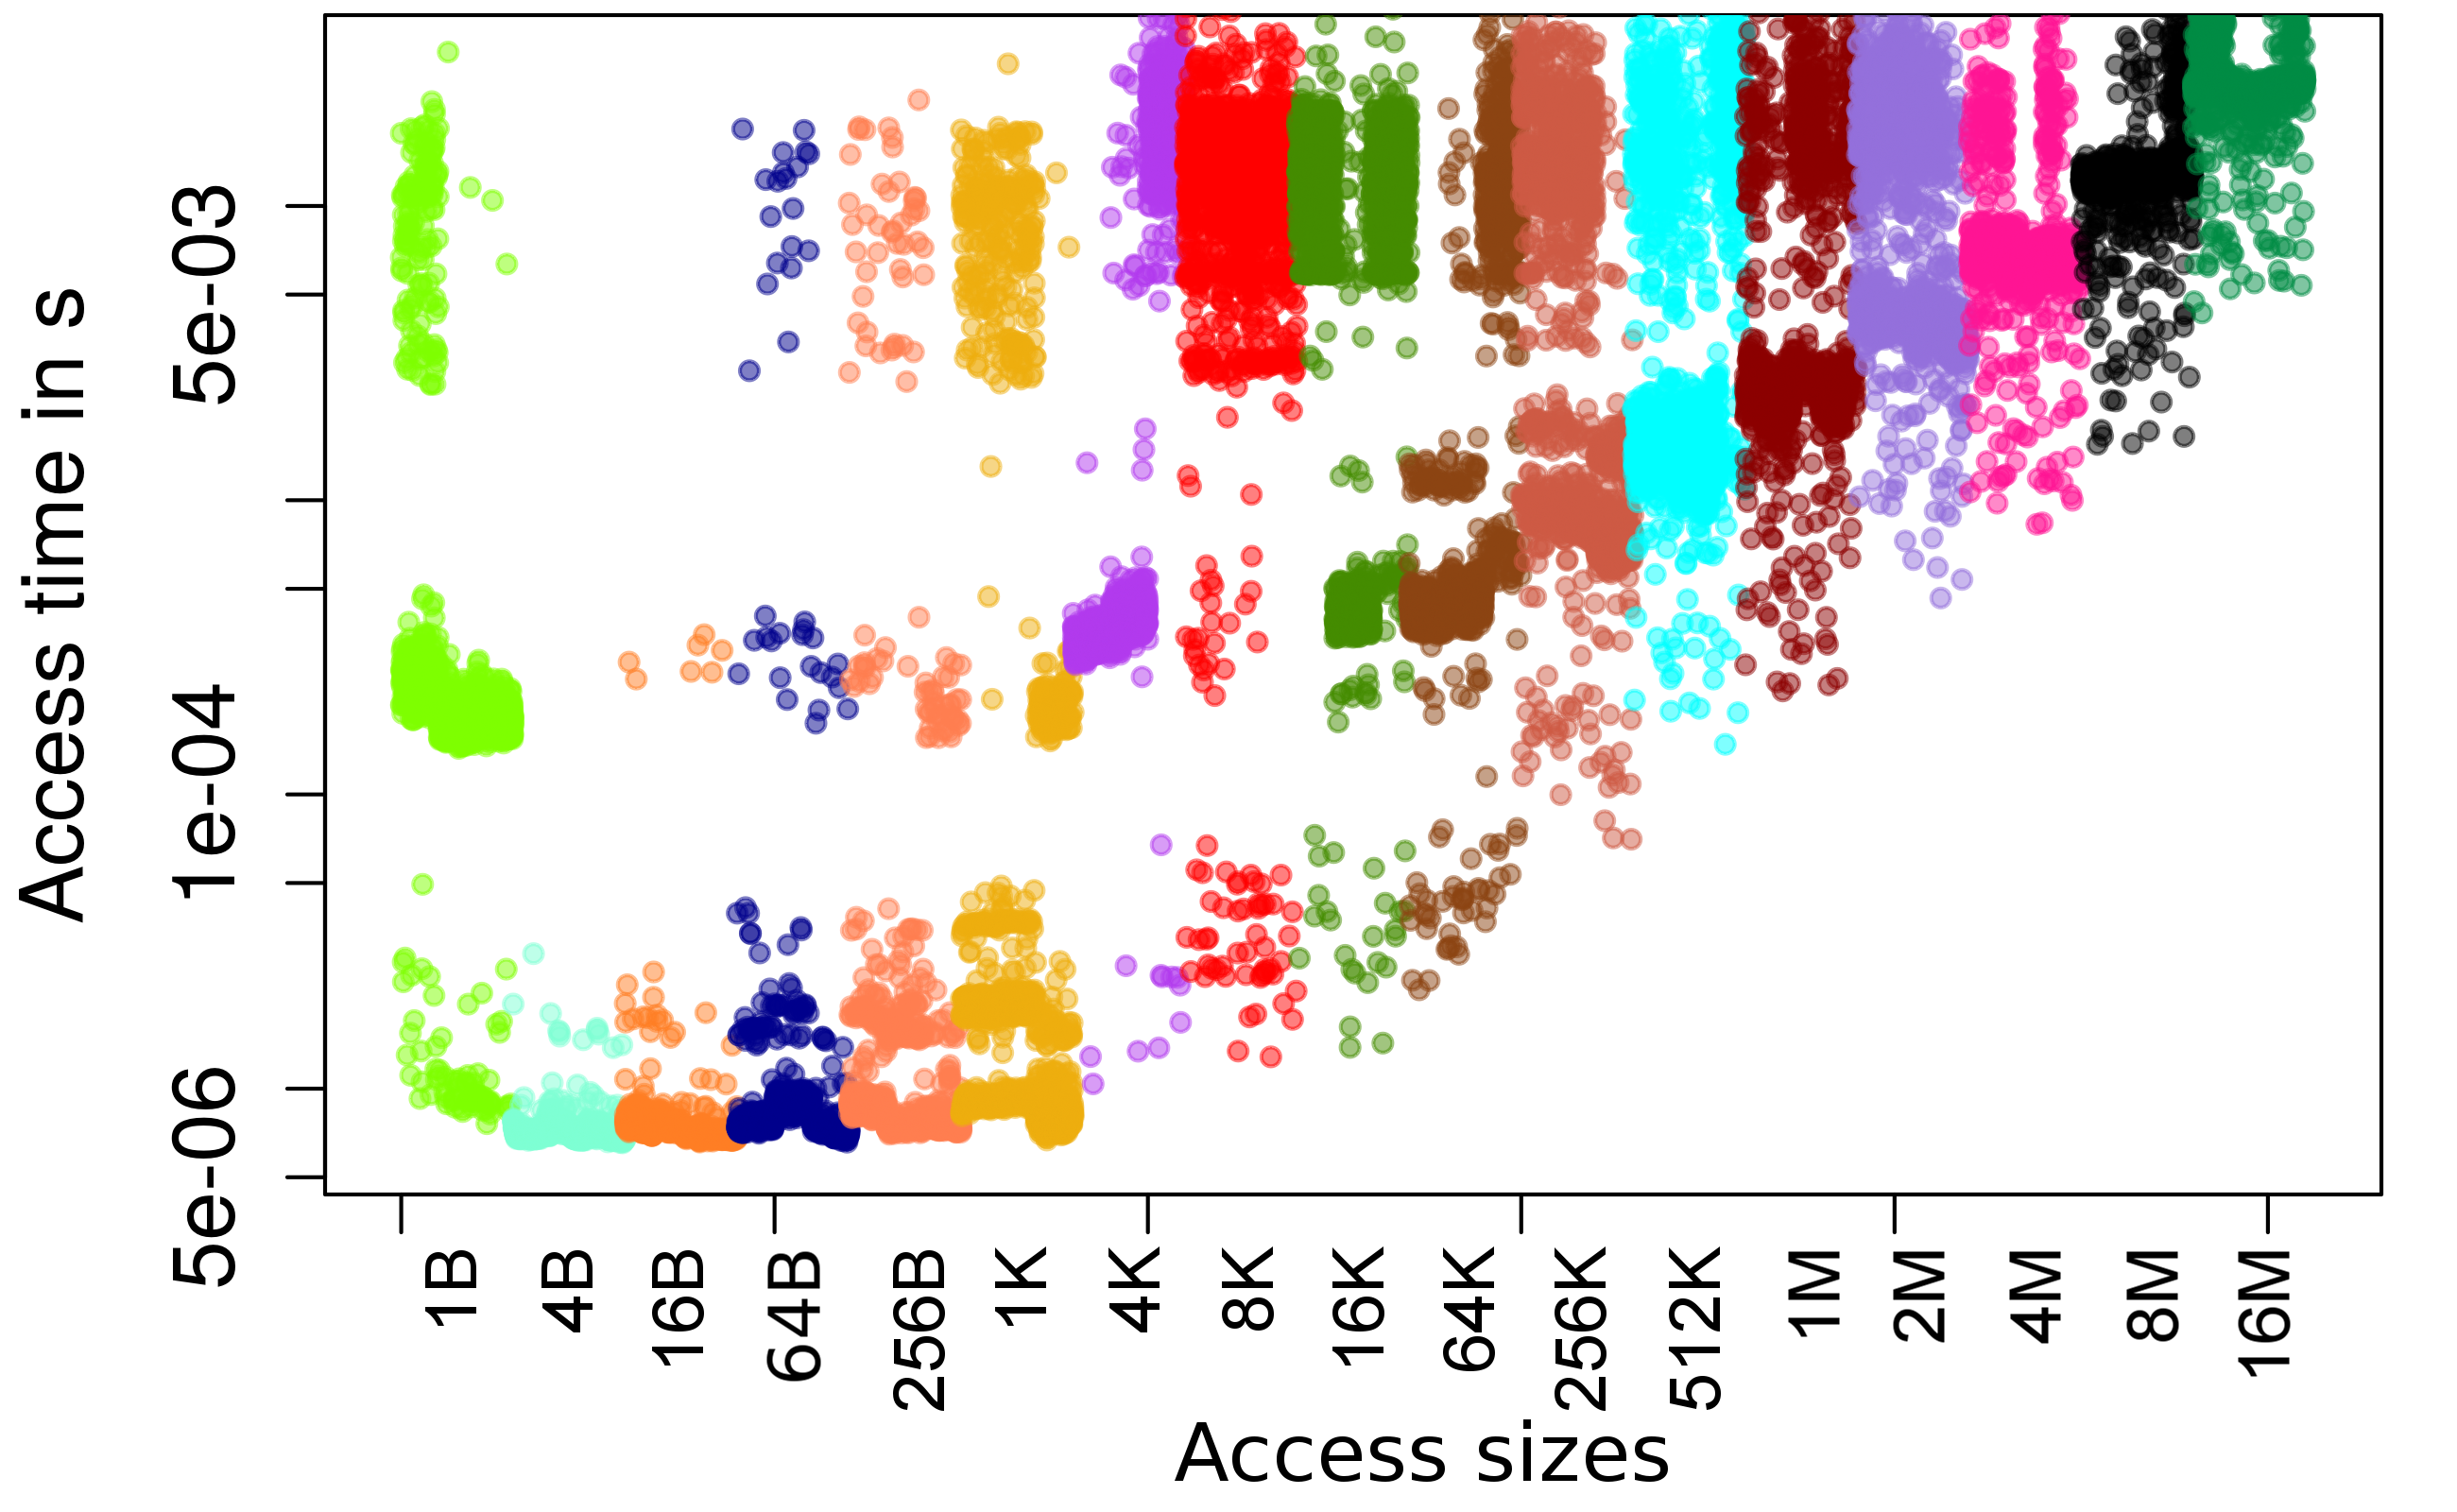 Access time in s
5e-03
1e-04
5e-06
1B
4B
16B
64B
256B
1K
4K
8K
16K
64K
256K
512K
1M
2M
4M
8M
16M
Access sizes